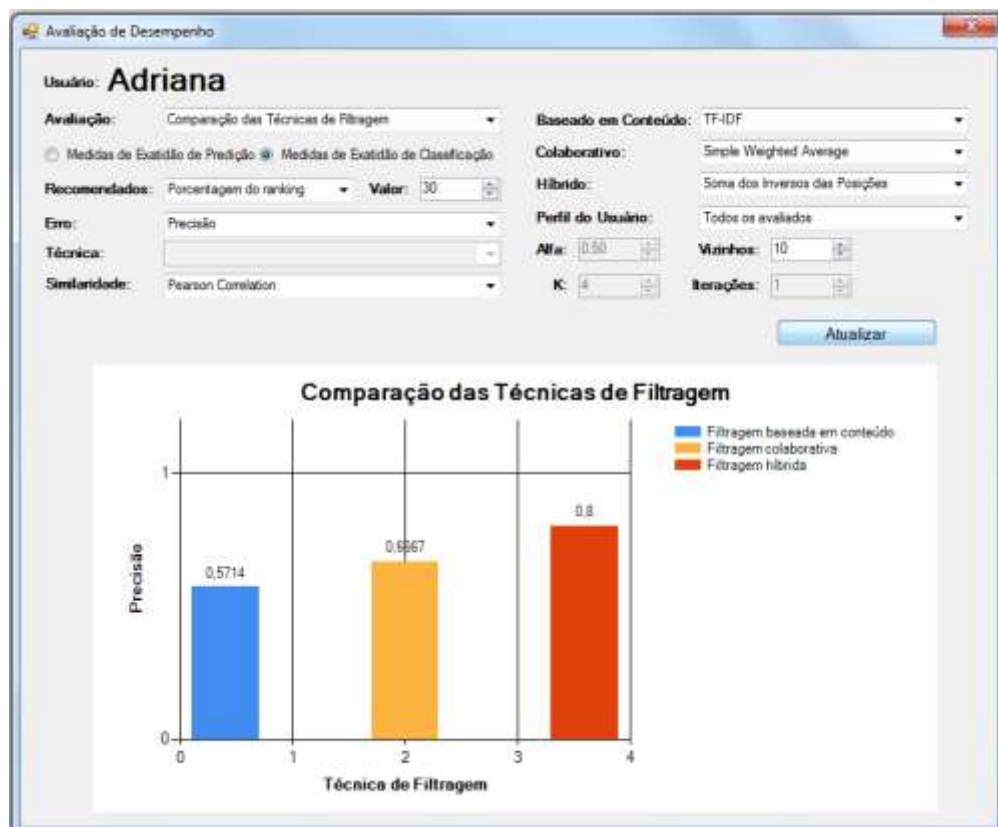 Avaliação de Desempenho
Usuário: Adriana
Avaliação: Comparação das Técnicas de Filtragem
Medidas de Exatidão de Predição Medidas de Exatidão de Classificação
Recomendados: Porcentagem do ranking Valor: 30
Erro: Precisão
Técnica:
Similaridade: Pearson Correlation
Baseado em Conteúdo: TF-IDF
Colaborativo: Simple Weighted Average
Híbrido: Soma dos Inversos das Posições
Perfil do Usuário: Todos os avaliados
Alfa: 0.50 Vizinhos: 10
K: 4 Iterações: 1
Atualizar
Comparação das Técnicas de Filtragem
Filtragem baseada em conteúdo
Filtragem colaborativa
Filtragem híbrida
1
0,8
0,6667
0,5714
Precisão
0
0 1 2 3 4
Técnica de Filtragem